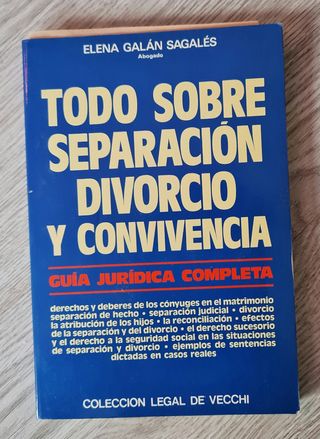 ELENA GALÁN SAGALÉS
Abogado
TODO SOBRE
SEPARACIÓN
DIVORCIO
Y CONVIVENCIA
GUÍA JURÍDICA COMPLETA
derechos y deberes de los cónyuges en el matrimonio
separación de hecho • separación judicial • divorcio
la atribución de los hijos • la reconciliación • efectos
de la separación y del divorcio • el derecho sucesorio
y el derecho a la seguridad social en las situaciones
de separación y divorcio • ejemplos de sentencias
dictadas en casos reales
COLECCION LEGAL DE VECCHI